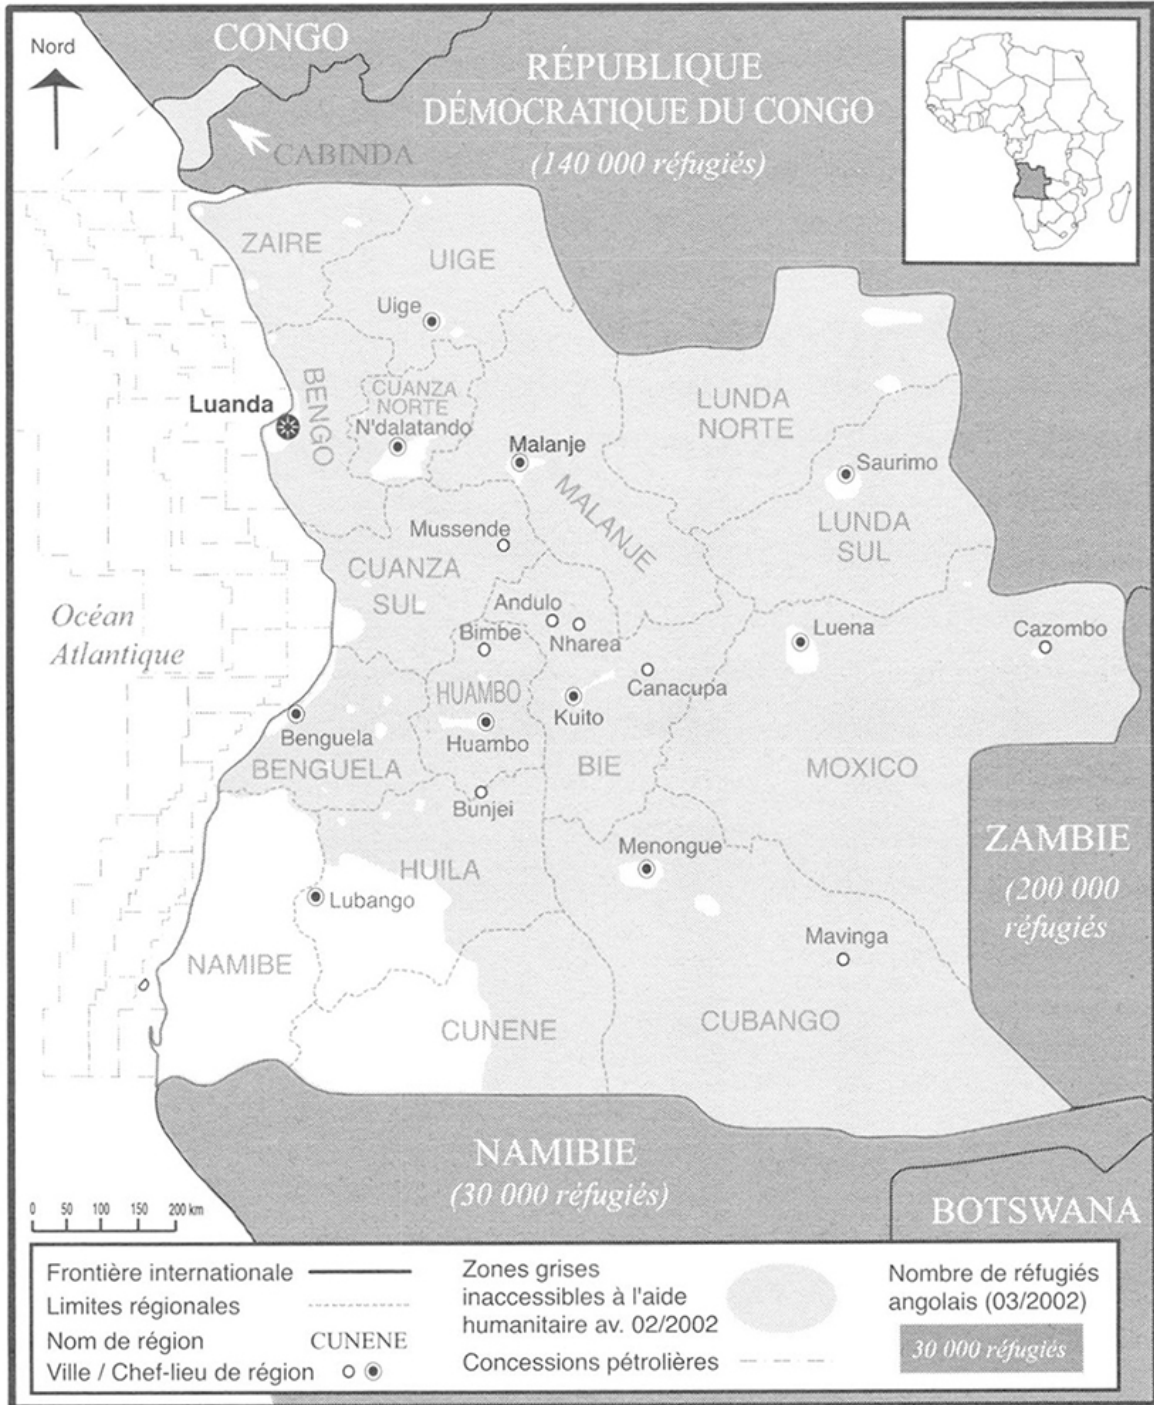 Nord
CONGO
RÉPUBLIQUE
DÉMOCRATIQUE DU CONGO
(140 000 réfugiés)
CABINDA
ZAIRE
UIGE
Uige
BENGO
CUANZA
NORTE
N'dalatando
Luanda
Malanje
MALANJE
LUNDA
NORTE
Saurimo
LUNDA
SUL
Mussende
CUANZA
SUL
Andulo
Nharea
Bimbe
Luena
Cazombo
Océan
Atlantique
Canacupa
HUAMBO
Kuito
Huambo
Benguela
BENGUELA
BIE
MOXICO
Bunjei
HUILA
Menongue
Lubango
ZAMBIE
(200 000
réfugiés
Mavinga
NAMIBE
CUNENE
CUBANGO
NAMIBIE
(30 000 réfugiés)
BOTSWANA
0 50 100 150 200 km
Frontière internationale
Limites régionales
Nom de région CUNENE
Ville / Chef-lieu de région
Zones grises
inaccessibles à l'aide
humanitaire av. 02/2002
Concessions pétrolières
Nombre de réfugiés
angolais (03/2002)
30 000 réfugiés